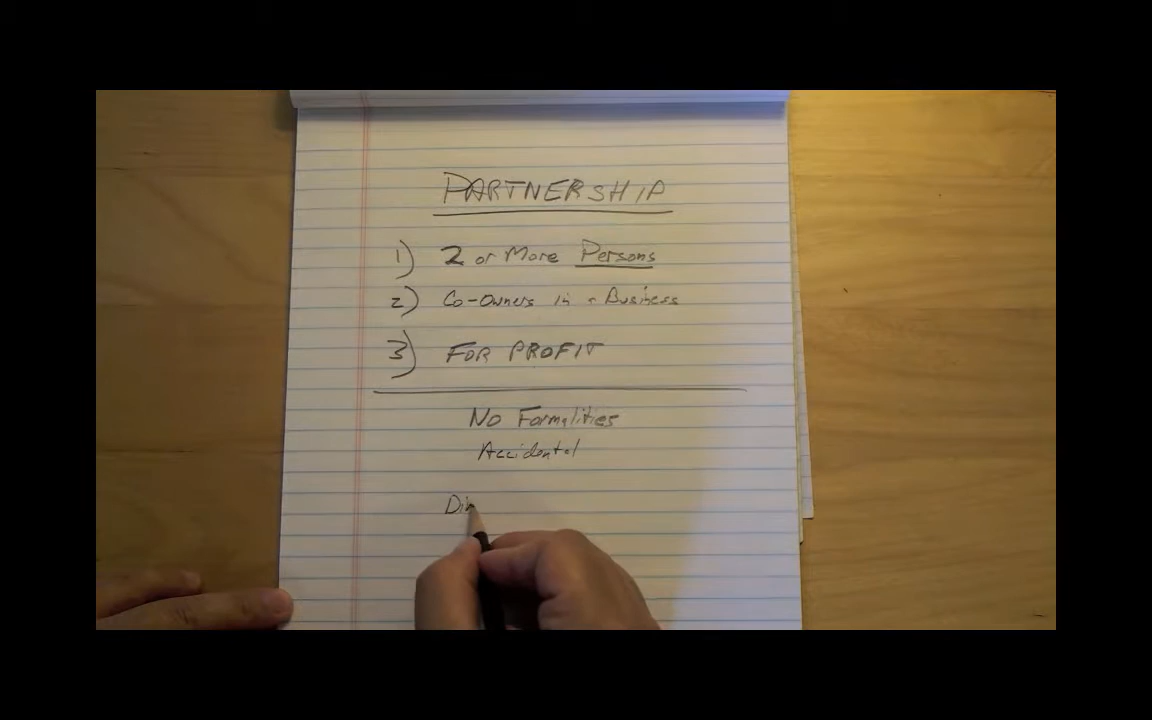 PARTNERSHIP
1) 2 or More Persons
2) Co-Owners in a Business
3) FOR PROFIT
No Formalities
Accidental